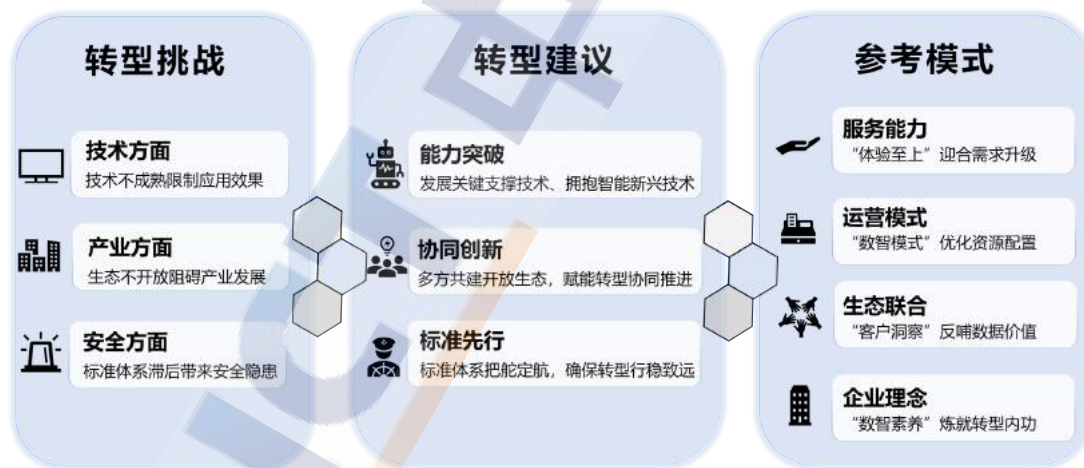 转型挑战
技术方面
技术不成熟限制应用效果
产业方面
生态不开放阻碍产业发展
安全方面
标准体系滞后带来安全隐患
转型建议
能力突破
发展关键支撑技术、拥抱智能新兴技术
协同创新
多方共建开放生态，赋能转型协同推进
标准先行
标准体系把舵定航，确保转型行稳致远
参考模式
服务能力
“体验至上”迎合需求升级
运营模式
“数智模式”优化资源配置
生态联合
“客户洞察”反哺数据价值
企业理念
“数智素养”炼就转型内功